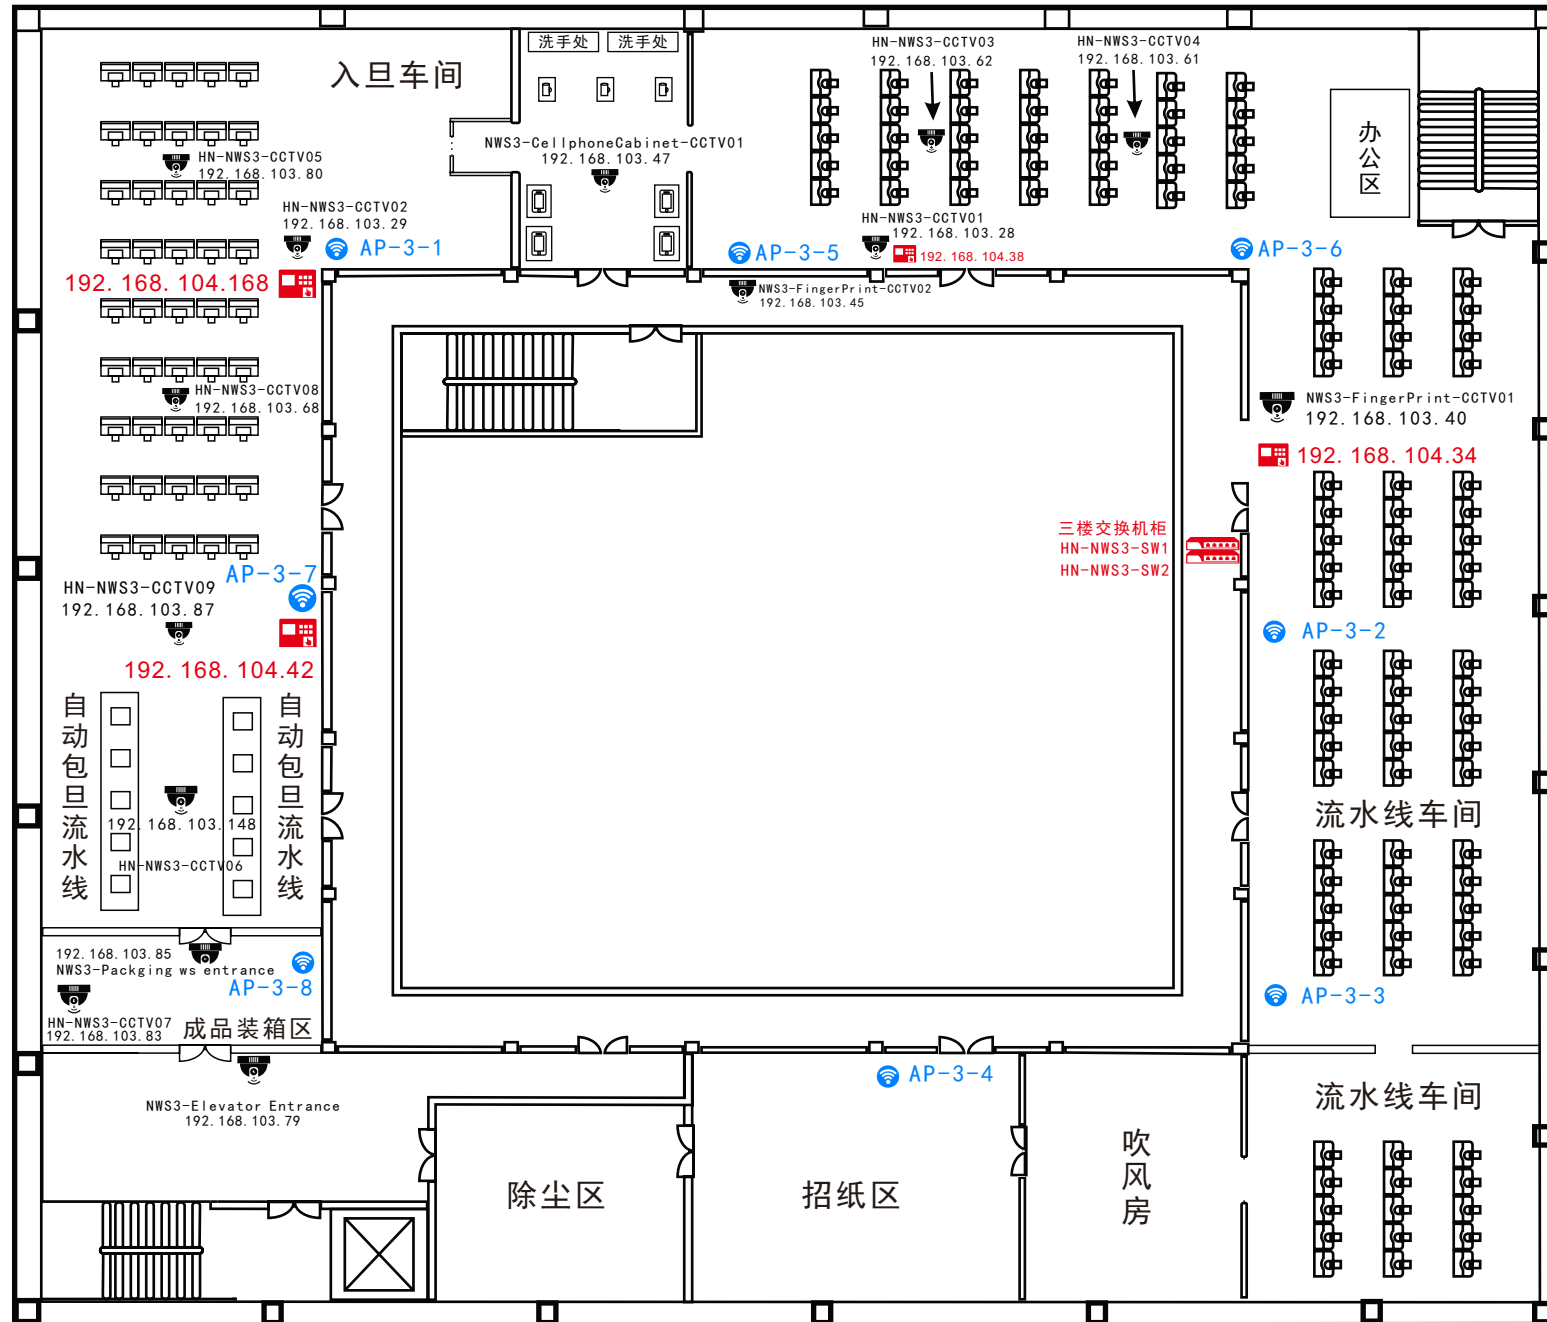 洗手处
洗手处
HN-NWS3-CCTV03
192.168.103.62
HN-NWS3-CCTV04
192.168.103.61
入旦车间
办公区
NWS3-CellphoneCabinet-CCTV01
192.168.103.47
HN-NWS3-CCTV05
192.168.103.80
HN-NWS3-CCTV02
192.168.103.29
AP-3-1
HN-NWS3-CCTV01
192.168.103.28
AP-3-5
192.168.104.38
AP-3-6
192.168.104.168
NWS3-FingerPrint-CCTV02
192.168.103.45
HN-NWS3-CCTV08
192.168.103.68
NWS3-FingerPrint-CCTV01
192.168.103.40
192.168.104.34
三楼交换机柜
HN-NWS3-SW1
HN-NWS3-SW2
AP-3-7
HN-NWS3-CCTV09
192.168.103.87
AP-3-2
192.168.104.42
自动包旦流水线
自动包旦流水线
192.168.103.148
HN-NWS3-CCTV06
流水线车间
192.168.103.85
NWS3-Packging ws entrance
AP-3-8
AP-3-3
HN-NWS3-CCTV07
192.168.103.83
成品装箱区
AP-3-4
NWS3-Elevator Entrance
192.168.103.79
流水线车间
除尘区
招纸区
吹风房